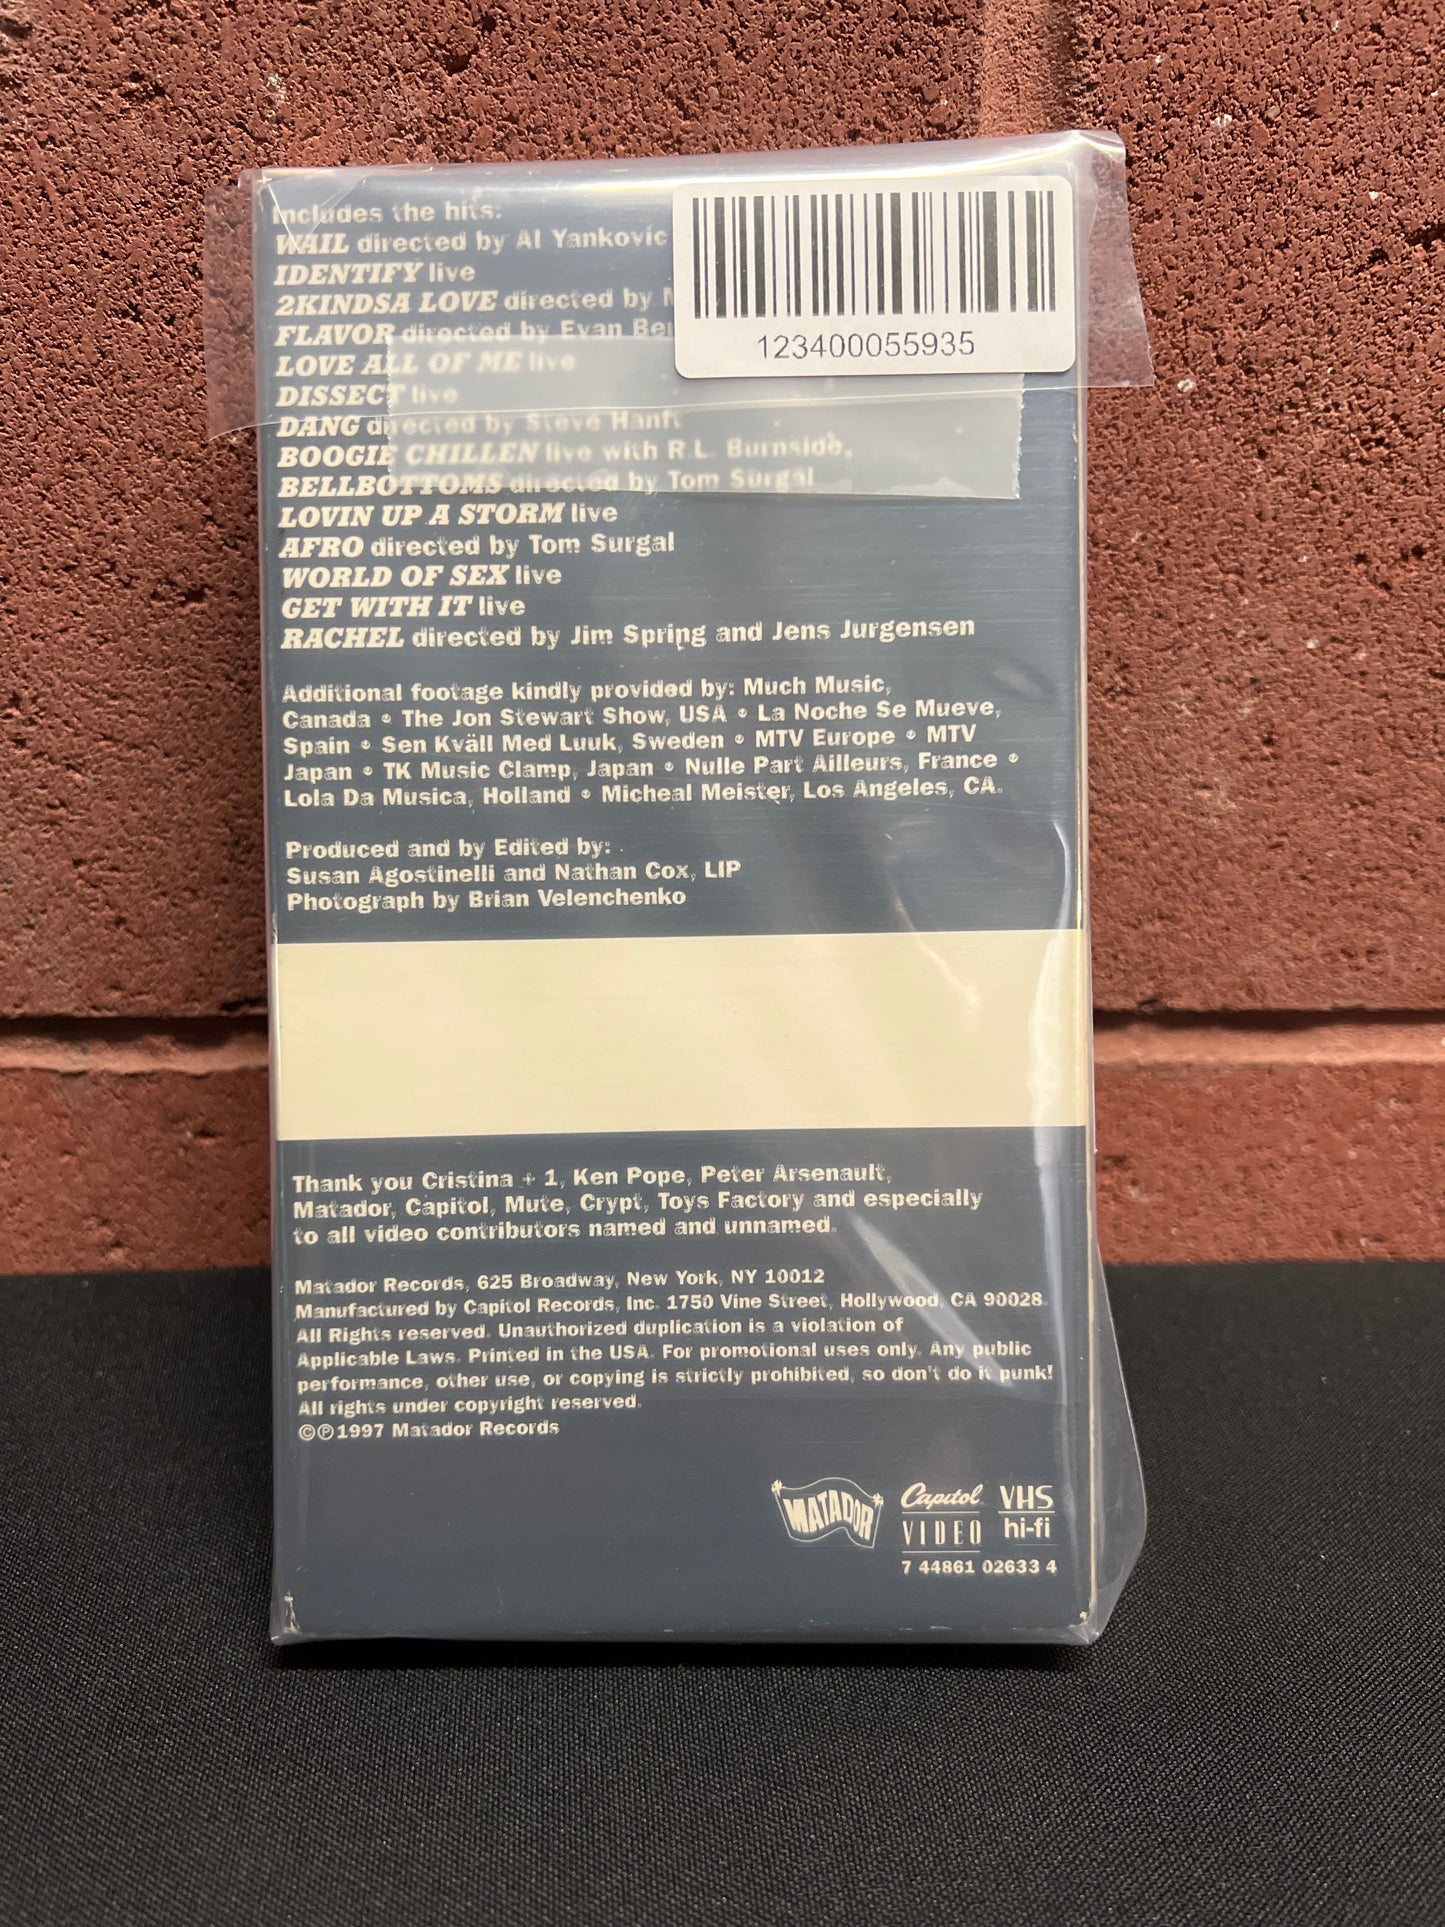 Includes the hits:
WAIL directed by Al Yankovic
IDENTIFY live
2KINDSA LOVE directed by
FLAVOR directed by Evan
LOVE ALL OF ME live
DISSECT live
DANG directed by Steve Hanft
BOOGIE CHILLEN live with R.L. Burnside,
BELLBOTTOMS directed by Tom Surgal
LOVIN UP A STORM live
AFRO directed by Tom Surgal
WORLD OF SEX live
GET WITH IT live
RACHEL directed by Jim Spring and Jens Jurgensen
123400055935
Additional footage kindly provided by: Much Music,
Canada • The Jon Stewart Show, USA • La Noche Se Mueve,
Spain • Sen Kväll Med Luuk, Sweden • MTV Europe • MTV
Japan • TK Music Clamp, Japan • Nulle Part Ailleurs, France •
Lola Da Musica, Holland • Micheal Meister, Los Angeles, CA.
Produced and by Edited by:
Susan Agostinelli and Nathan Cox, LIP
Photograph by Brian Velenchenko
Thank you Cristina + 1, Ken Pope, Peter Arsenault,
Matador, Capitol, Mute, Crypt, Toys Factory and especially
to all video contributors named and unnamed.
Matador Records, 625 Broadway, New York, NY 10012
Manufactured by Capitol Records, Inc. 1750 Vine Street, Hollywood, CA 90028.
All Rights reserved. Unauthorized duplication is a violation of
Applicable Laws. Printed in the USA. For promotional uses only. Any public
performance, other use, or copying is strictly prohibited, so don't do it punk!
All rights under copyright reserved.
©℗1997 Matador Records
MATADOR
Capitol VIDEO
VHS hi-fi
7 44861 02633 4